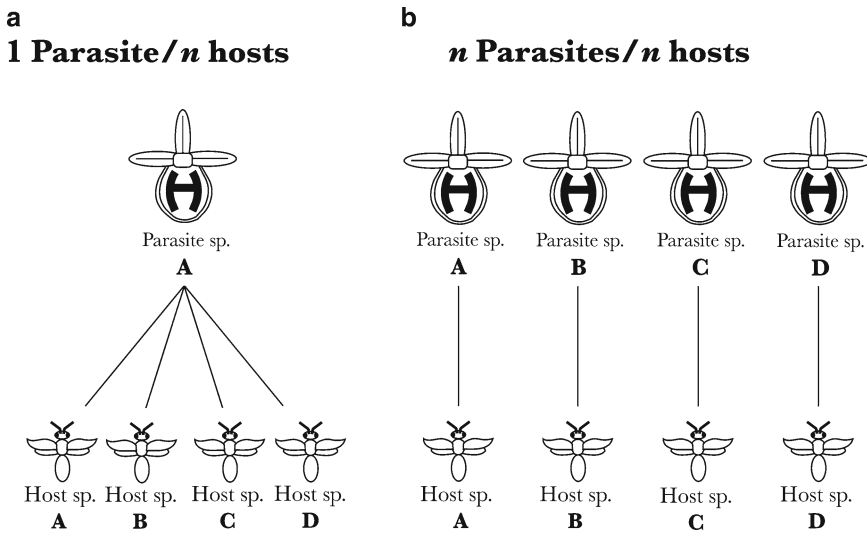 a
1 Parasite/n hosts
Parasite sp.
A
Host sp. Host sp. Host sp. Host sp.
A B C D
b
n Parasites/n hosts
Parasite sp. Parasite sp. Parasite sp. Parasite sp.
A B C D
Host sp. Host sp. Host sp. Host sp.
A B C D